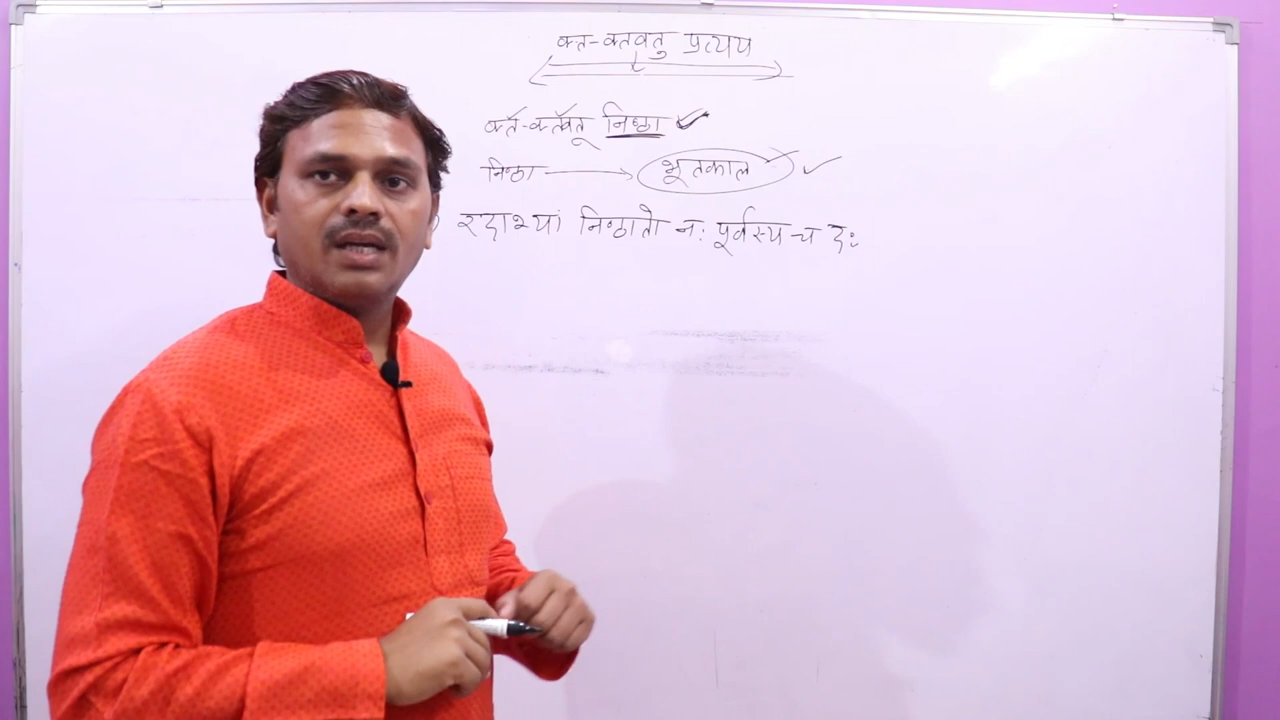 क्त-क्तवतु प्रत्यय
क्त-क्तवतू निष्ठा
निष्ठा भूतकाल
रदाभ्यां निष्ठातो नः पूर्वस्य च दः